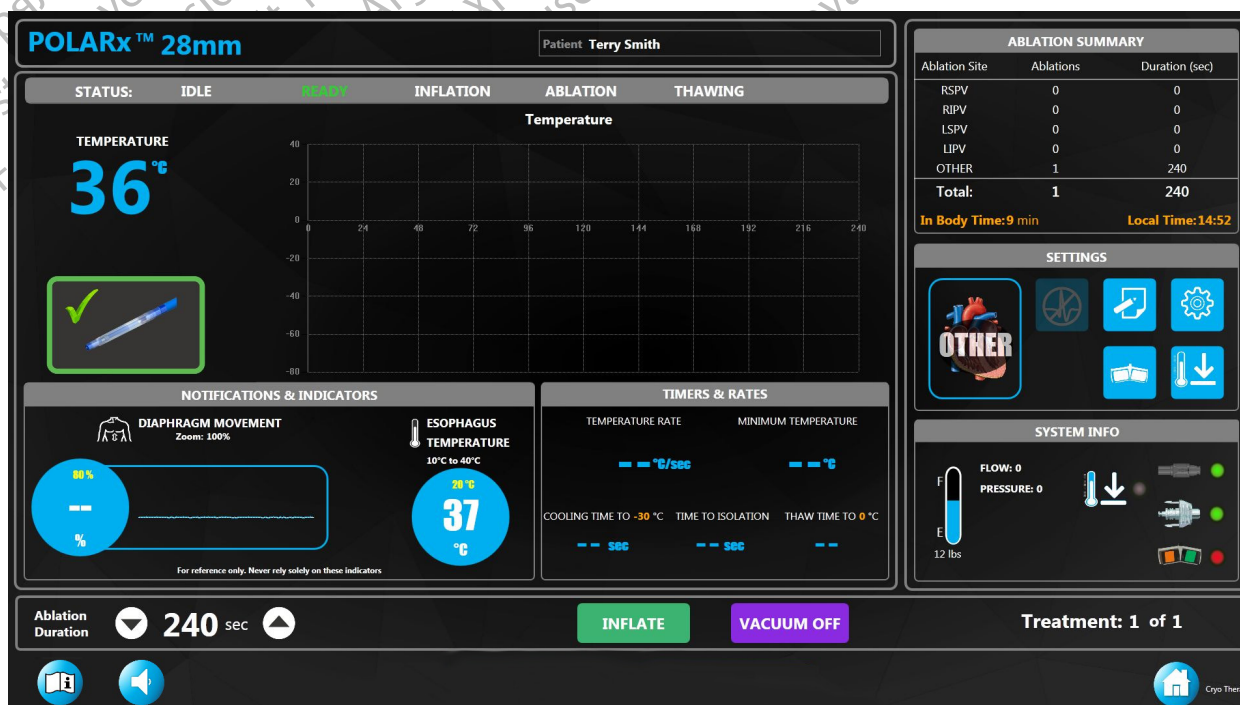 POLARx™ 28mm
Patient Terry Smith
STATUS: IDLE READY INFLATION ABLATION THAWING
TEMPERATURE
36 °C
Temperature
40
20
0
0 24 48 72 96 120 144 168 192 216 240
-20
-40
-60
-80
NOTIFICATIONS & INDICATORS
DIAPHRAGM MOVEMENT
Zoom: 100%
60 %
--
%
ESOPHAGUS
TEMPERATURE
10°C to 40°C
20 °C
37
°C
For reference only. Never rely solely on these indicators
TIMERS & RATES
TEMPERATURE RATE MINIMUM TEMPERATURE
-- °C/sec -- °C
COOLING TIME TO -30 °C TIME TO ISOLATION THAW TIME TO 0 °C
-- sec -- sec --
ABLATION SUMMARY
Ablation Site Ablations Duration (sec)
RSPV 0 0
RIPV 0 0
LSPV 0 0
LIPV 0 0
OTHER 1 240
Total: 1 240
In Body Time: 9 min Local Time: 14:52
SETTINGS
OTHER
SYSTEM INFO
F
E
12 lbs
FLOW: 0
PRESSURE: 0
Ablation
Duration
240 sec
INFLATE
VACUUM OFF
Treatment: 1 of 1
Cryo Ther